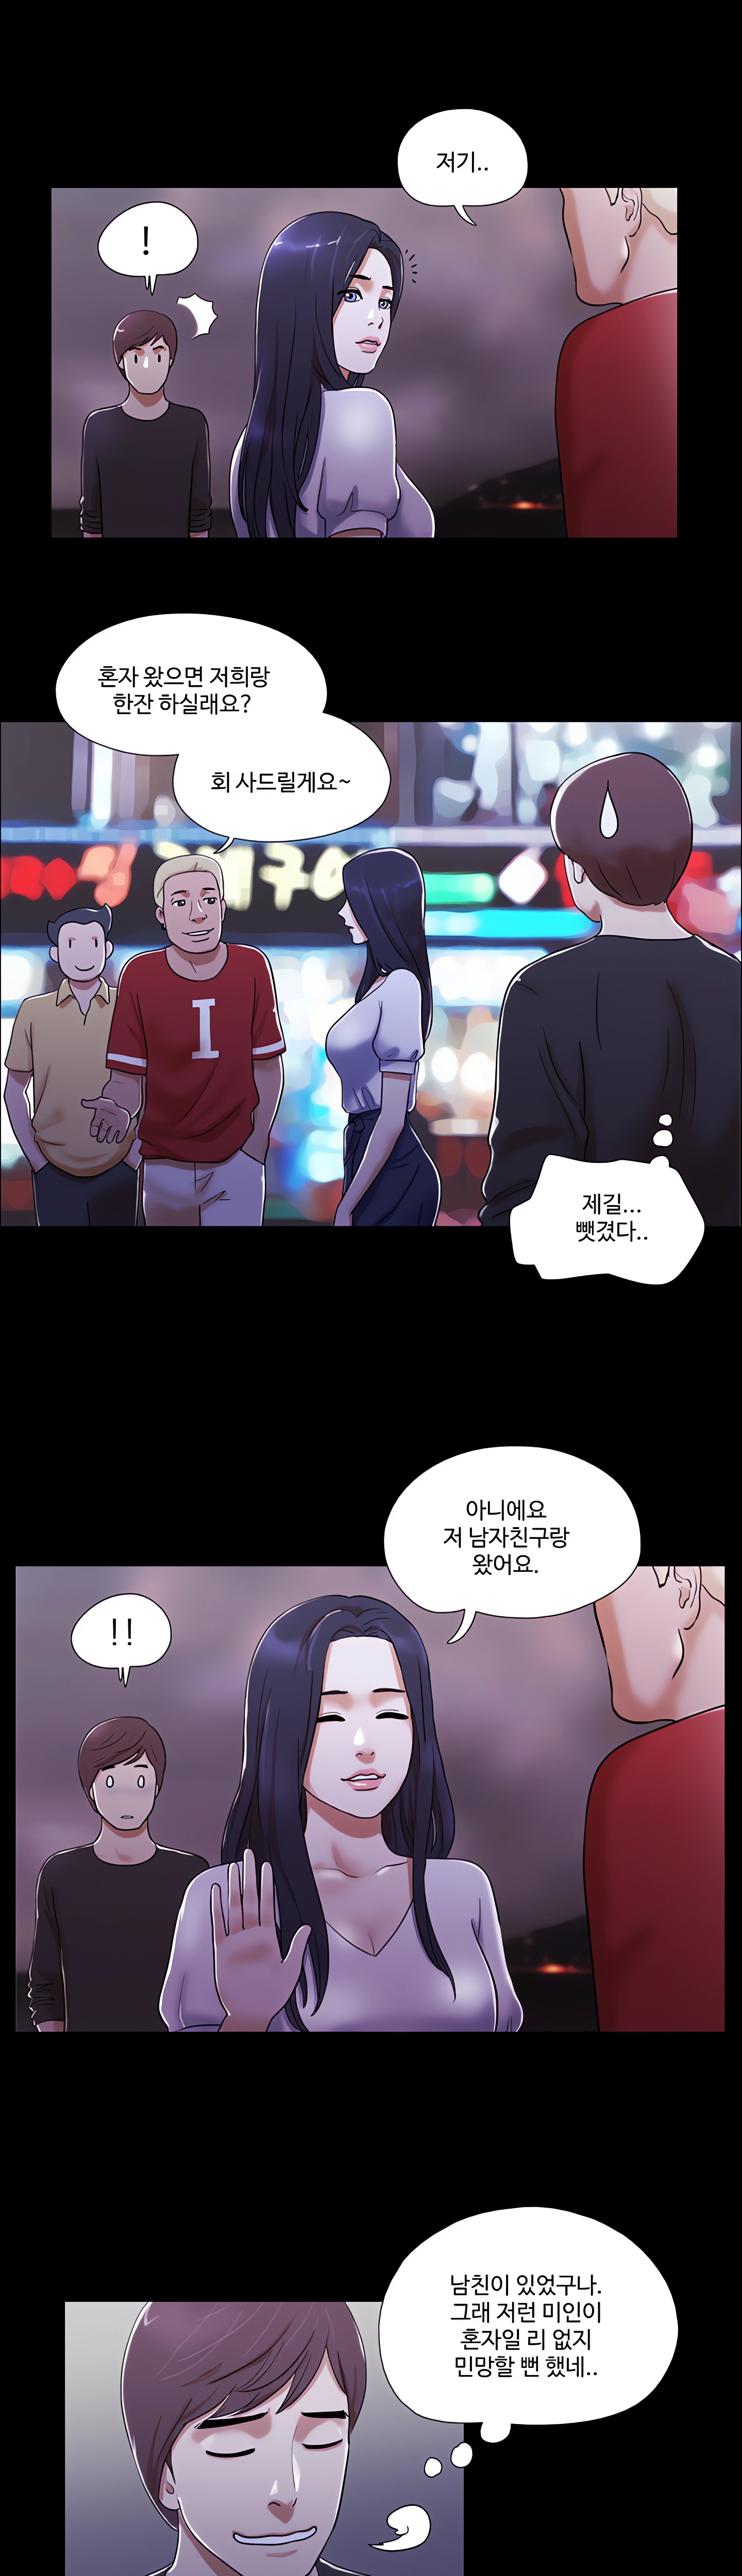 저기..
!
혼자 왔으면 저희랑
한잔 하실래요?
회 사드릴게요~
I
제길...
뺏겼다..
아니에요
저 남자친구랑
왔어요.
!!
남친이 있었구나.
그래 저런 미인이
혼자일 리 없지
민망할 뻔 했네..